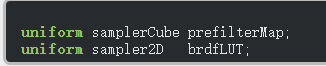 uniform samplerCube prefilterMap;
uniform sampler2D   brdfLUT;